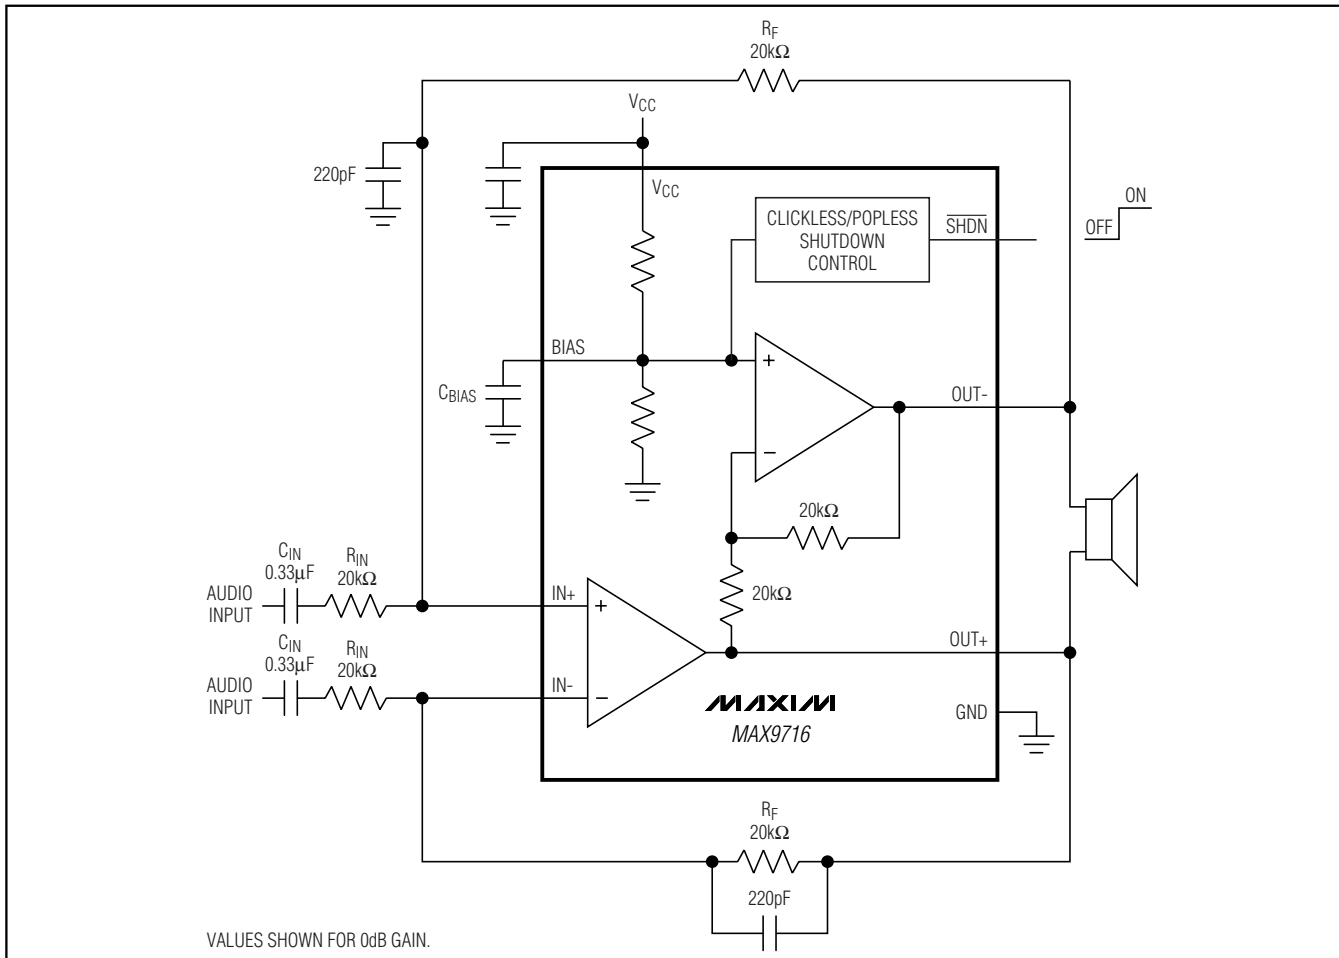 RF
20kΩ
VCC
220pF
VCC
CLICKLESS/POPLESS
SHUTDOWN
CONTROL
SHDN
OFF
ON
BIAS
CBIAS
+
−
OUT-
20kΩ
20kΩ
CIN
0.33μF
RIN
20kΩ
AUDIO
INPUT
IN+
+
OUT+
CIN
0.33μF
RIN
20kΩ
AUDIO
INPUT
IN-
−
MAXIM
MAX9716
GND
RF
20kΩ
220pF
VALUES SHOWN FOR 0dB GAIN.